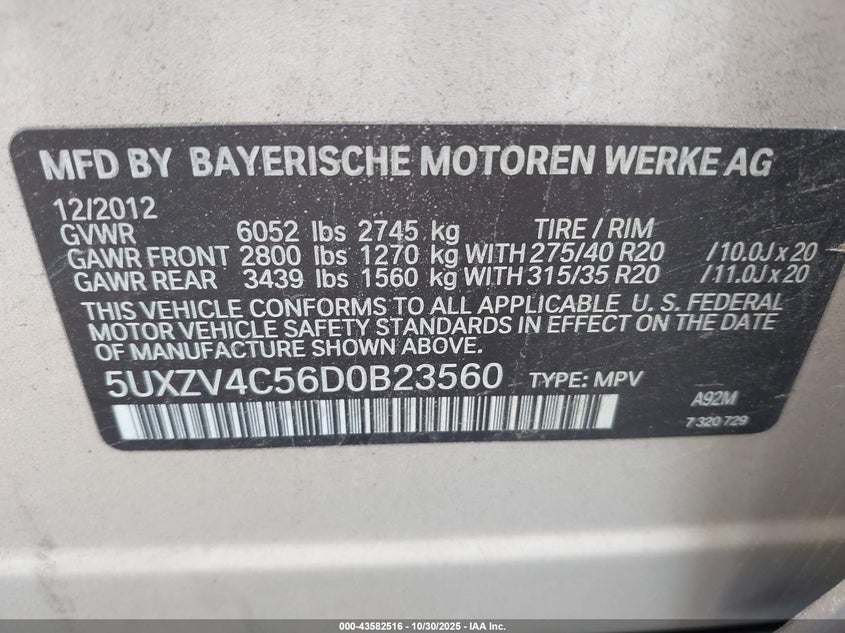 MFD BY BAYERISCHE MOTOREN WERKE AG
12/2012
GVWR 6052 lbs 2745 kg TIRE / RIM
GAWR FRONT 2800 lbs 1270 kg WITH 275/40 R20 /10.0J x 20
GAWR REAR 3439 lbs 1560 kg WITH 315/35 R20 /11.0J x 20
THIS VEHICLE CONFORMS TO ALL APPLICABLE U. S. FEDERAL
MOTOR VEHICLE SAFETY STANDARDS IN EFFECT ON THE DATE
OF MANUFACTURE SHOWN ABOVE.
5UXZV4C56D0B23560 TYPE: MPV
A92M
7 320 729
000-43582516 - 10/30/2025 - IAA Inc.